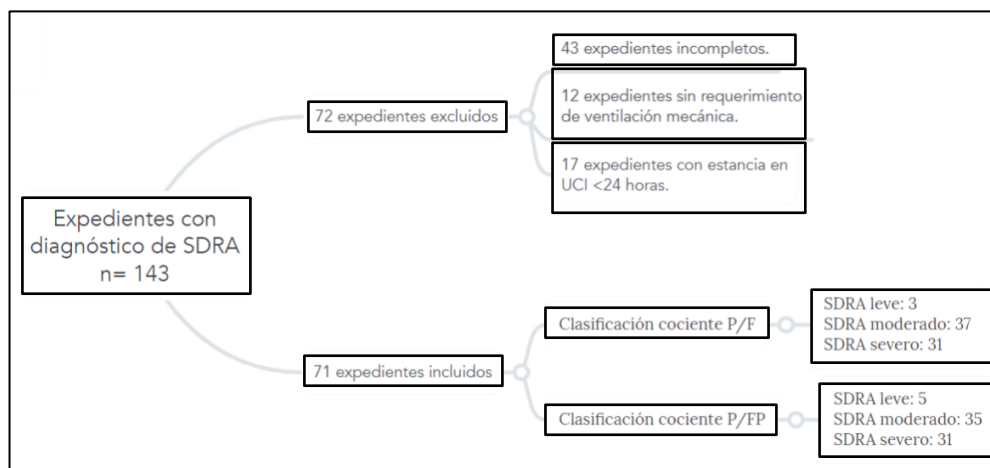 43 expedientes incompletos.
12 expedientes sin requerimiento
de ventilación mecánica.
72 expedientes excluidos
17 expedientes con estancia en
UCI <24 horas.
Expedientes con
diagnóstico de SDRA
n= 143
SDRA leve: 3
SDRA moderado: 37
SDRA severo: 31
Clasificación cociente P/F
71 expedientes incluidos
SDRA leve: 5
SDRA moderado: 35
SDRA severo: 31
Clasificación cociente P/FP